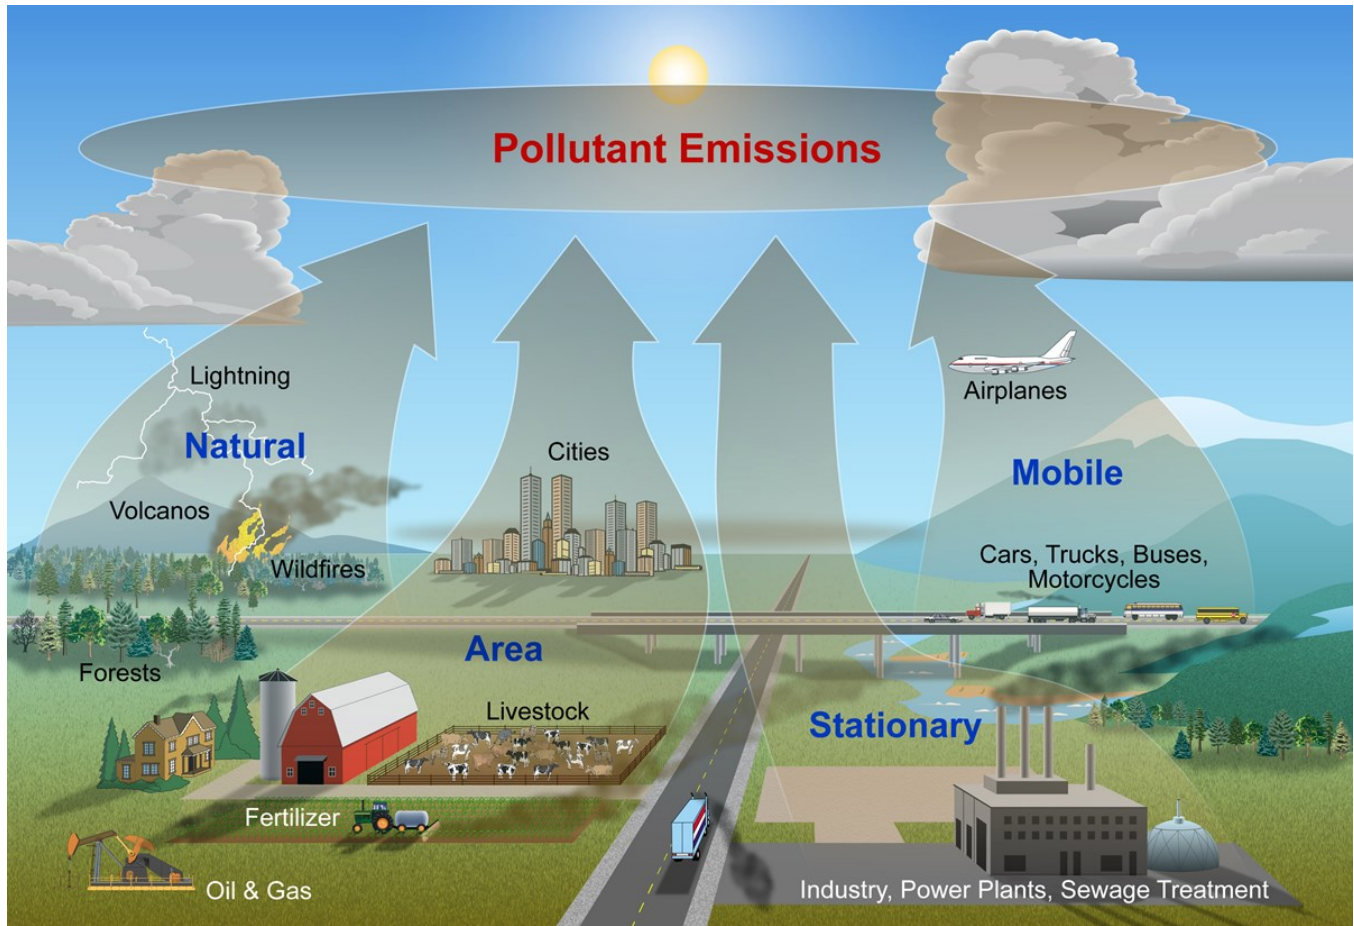 Pollutant Emissions
Lightning
Natural
Volcanos
Wildfires
Forests
Cities
Area
Livestock
Fertilizer
Oil & Gas
Airplanes
Mobile
Cars, Trucks, Buses,
Motorcycles
Stationary
Industry, Power Plants, Sewage Treatment